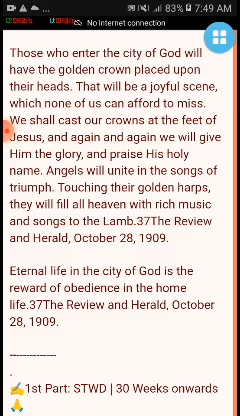 83% 7:49 AM
0:0KB/s U:0KB/s No internet connection
Those who enter the city of God will
have the golden crown placed upon
their heads. That will be a joyful scene,
which none of us can afford to miss.
We shall cast our crowns at the feet of
Jesus, and again and again we will give
Him the glory, and praise His holy
name. Angels will unite in the songs of
triumph. Touching their golden harps,
they will fill all heaven with rich music
and songs to the Lamb.37The Review
and Herald, October 28, 1909.
Eternal life in the city of God is the
reward of obedience in the home
life.37The Review and Herald, October
28, 1909.
--------------
.
✍️1st Part: STWD | 30 Weeks onwards
🙏